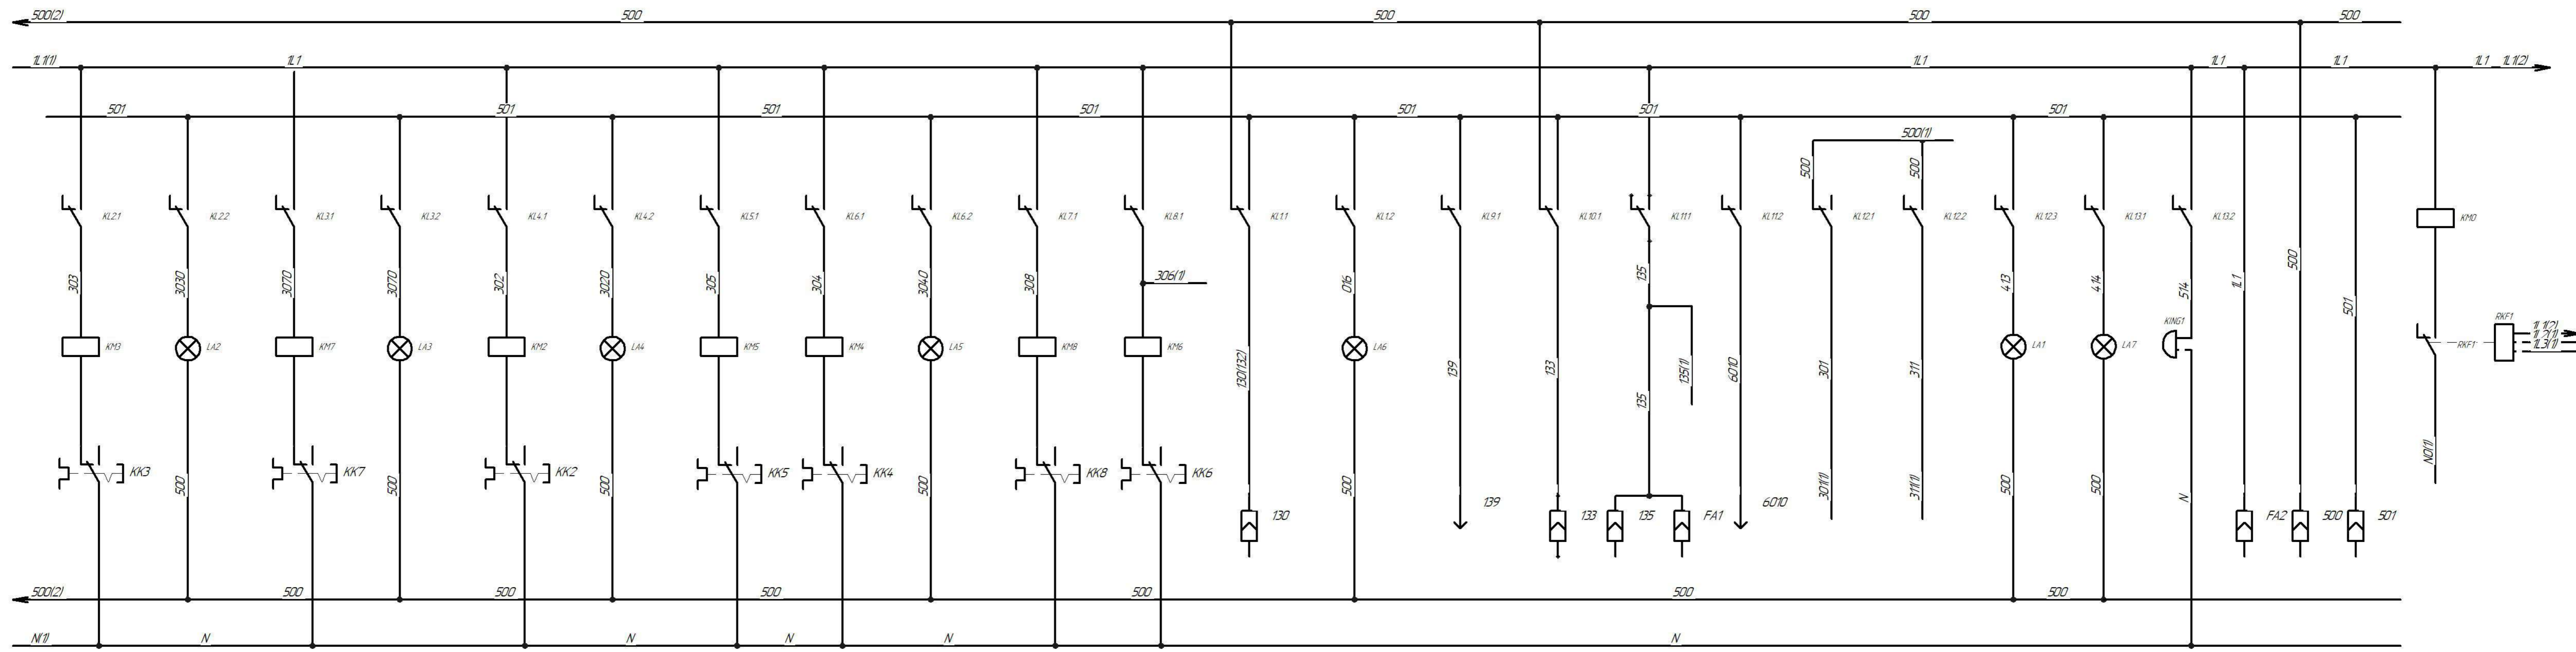 500(2) 500 500 500 500
1L1(1) 1L1 1L1 1L1 1L1 1L1 1L1(2)
501 501 501 501 501 501 501
500(1)
500 500
KL2.1 KL2.2 KL3.1 KL3.2 KL4.1 KL4.2 KL5.1 KL6.1 KL6.2 KL7.1 KL8.1 KL1.1 KL1.2 KL9.1 KL10.1 KL11.1 KL11.2 KL12.1 KL12.2 KL12.3 KL13.1 KL13.2 KM0
303 3030 3070 3070 302 3020 305 304 3040 308 306(1) 016 135 413 414 514 1L1 500 501
KM3 LA2 KM7 LA3 KM2 LA4 KM5 KM4 LA5 KM8 KM6 LA6 LA1 LA7 KING1 RKF1 RKF1
1L1(2)
1L2(1)
1L3(1)
130(132) 139 133 135 135(1) 6010 301 311
KK3 KK7 KK2 KK5 KK4 KK8 KK6
500 500 500 500 500 301(1) 311(1) 500 500 N N0(1)
130 139 133 135 FA1 6010 FA2 500 501
500(2) 500 500 500 500 500 500
N(1) N N N N N